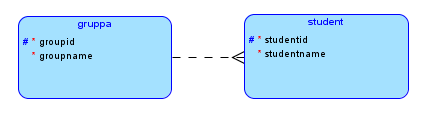 gruppa
# * groupid
* groupname
student
# * studentid
* studentname